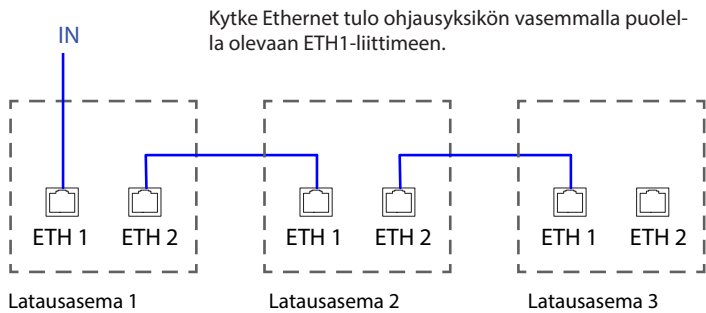 Kytke Ethernet tulo ohjausyksikön vasemmalla puolel-
la olevaan ETH1-liittimeen.
IN
ETH 1 ETH 2 ETH 1 ETH 2 ETH 1 ETH 2
Latausasema 1 Latausasema 2 Latausasema 3